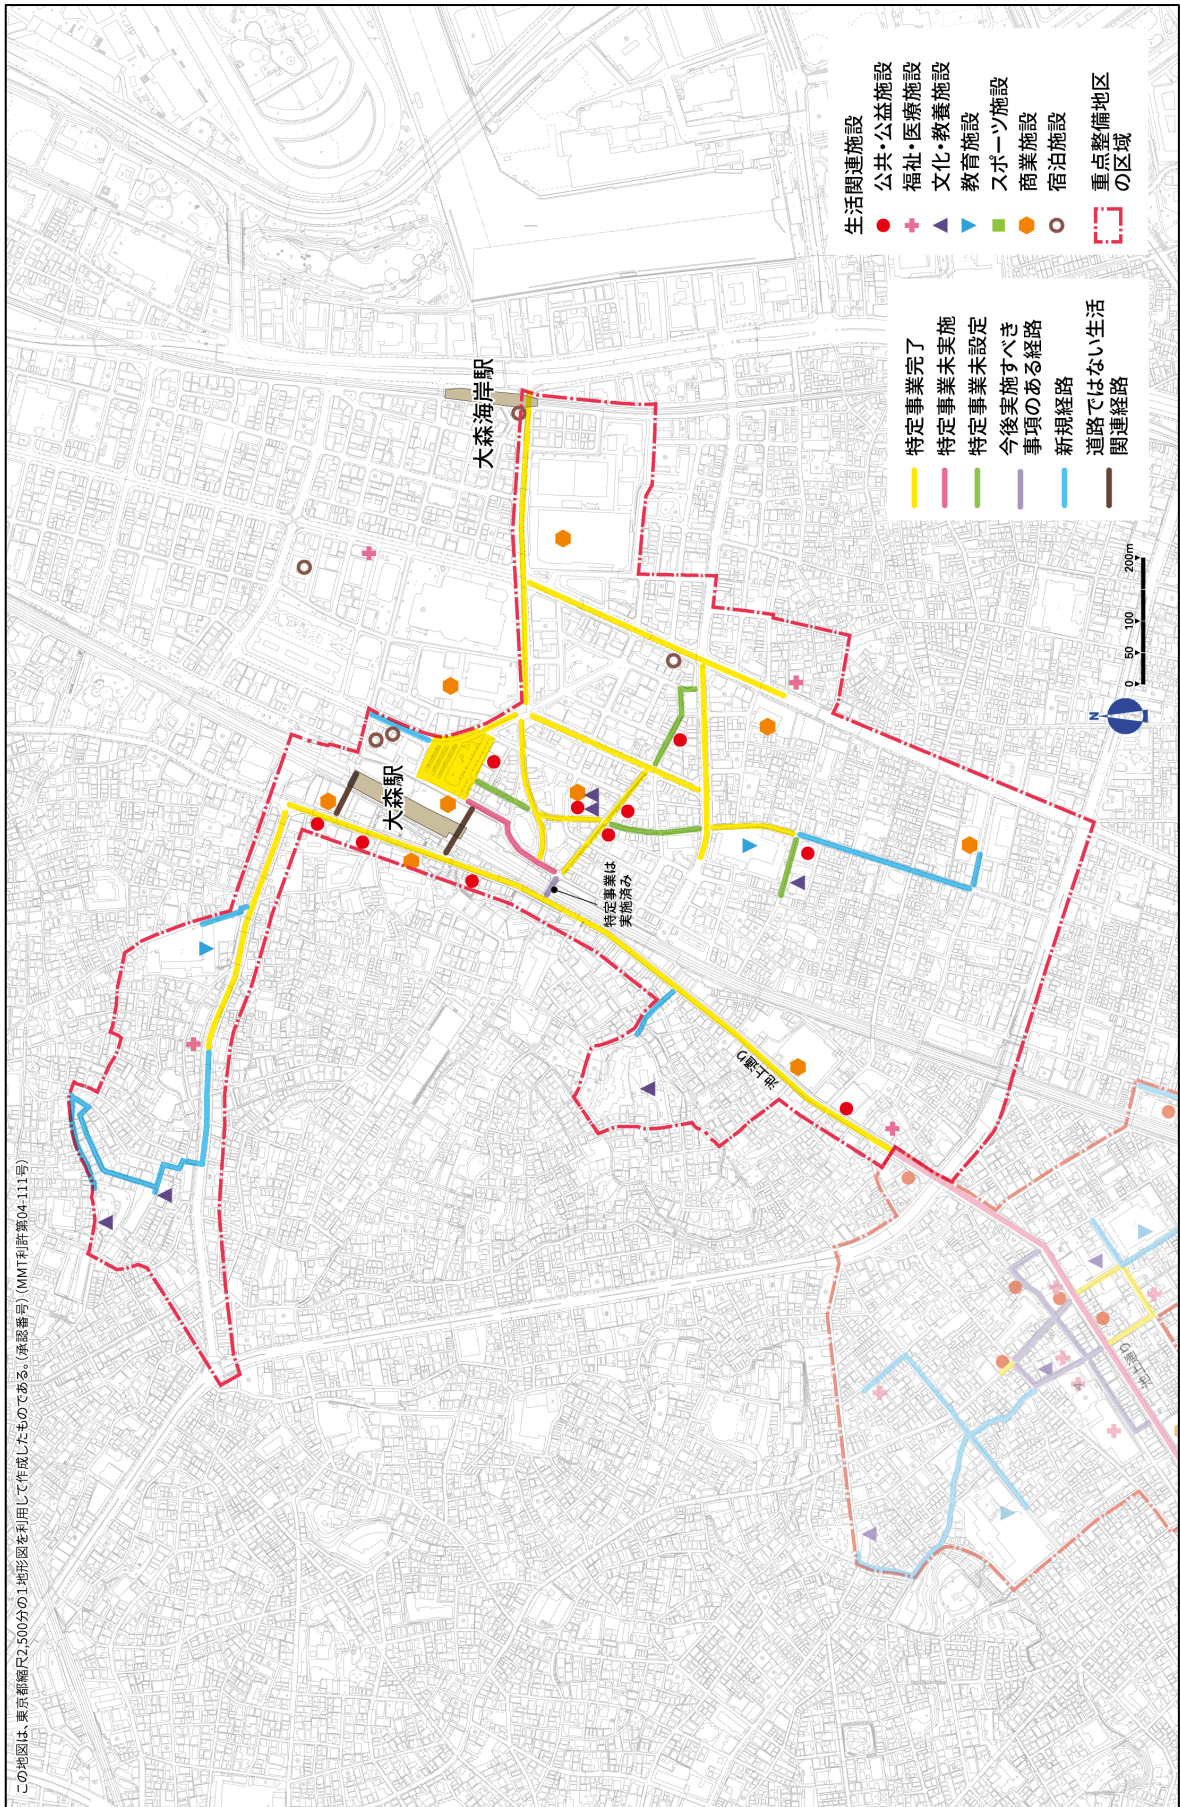 大森海岸駅
大森駅
特定事業は
実施済み
池上通り
池上通り
生活関連施設
公共・公益施設
福祉・医療施設
文化・教養施設
教育施設
スポーツ施設
商業施設
宿泊施設
重点整備地区
の区域
特定事業完了
特定事業未実施
特定事業未設定
今後実施すべき
事項のある経路
新規経路
道路ではない生活
関連経路
0 50 100 200m
N
この地図は、東京都縮尺2,500分の1地形図を利用して作成したものである。(承認番号)(MMT利許第04-111号)